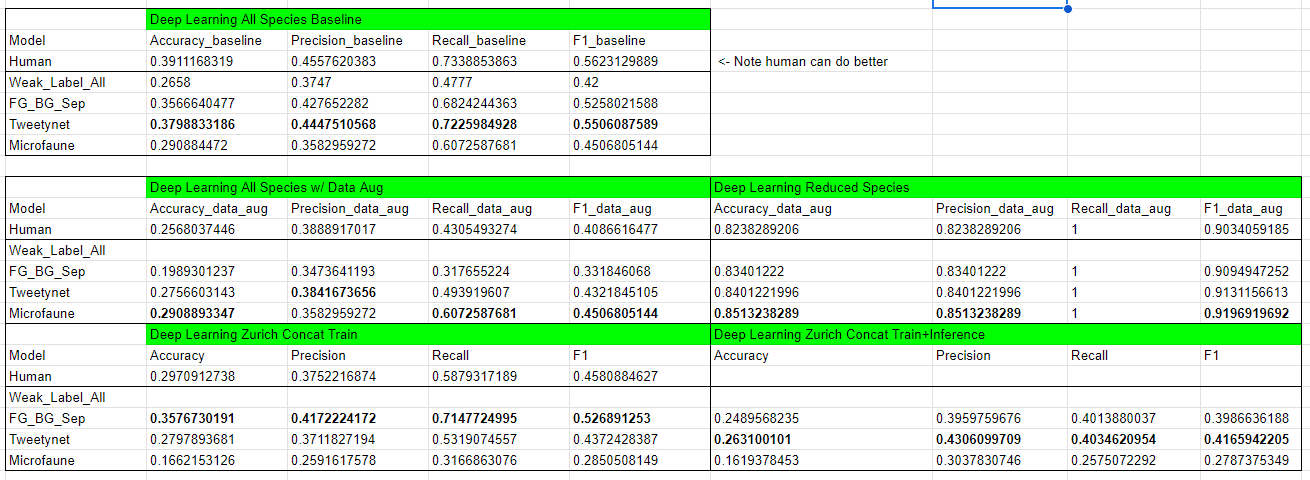 Deep Learning All Species Baseline
Model Accuracy_baseline Precision_baseline Recall_baseline F1_baseline
Human 0.3911168319 0.4557620383 0.7338853863 0.5623129889 <- Note human can do better
Weak_Label_All 0.2658 0.3747 0.4777 0.42
FG_BG_Sep 0.3566640477 0.427652282 0.6824244363 0.5258021588
Tweetynet 0.3798833186 0.4447510568 0.7225984928 0.5506087589
Microfaune 0.290884472 0.3582959272 0.6072587681 0.4506805144
Deep Learning All Species w/ Data Aug Deep Learning Reduced Species
Model Accuracy_data_aug Precision_data_aug Recall_data_aug F1_data_aug Accuracy_data_aug Precision_data_aug Recall_data_aug F1_data_aug
Human 0.2568037446 0.3888917017 0.4305493274 0.4086616477 0.8238289206 0.8238289206 1 0.9034059185
Weak_Label_All
FG_BG_Sep 0.1989301237 0.3473641193 0.317655224 0.331846068 0.83401222 0.83401222 1 0.9094947252
Tweetynet 0.2756603143 0.3841673656 0.493919607 0.4321845105 0.8401221996 0.8401221996 1 0.9131156613
Microfaune 0.2908893347 0.3582959272 0.6072587681 0.4506805144 0.8513238289 0.8513238289 1 0.9196919692
Deep Learning Zurich Concat Train Deep Learning Zurich Concat Train+Inference
Model Accuracy Precision Recall F1 Accuracy Precision Recall F1
Human 0.2970912738 0.3752216874 0.5879317189 0.4580884627
Weak_Label_All
FG_BG_Sep 0.3576730191 0.4172224172 0.7147724995 0.526891253 0.2489568235 0.3959759676 0.4013880037 0.3986636188
Tweetynet 0.2797893681 0.3711827194 0.5319074557 0.4372428387 0.263100101 0.4306099709 0.4034620954 0.4165942205
Microfaune 0.1662153126 0.2591617578 0.3166863076 0.2850508149 0.1619378453 0.3037830746 0.2575072292 0.2787375349